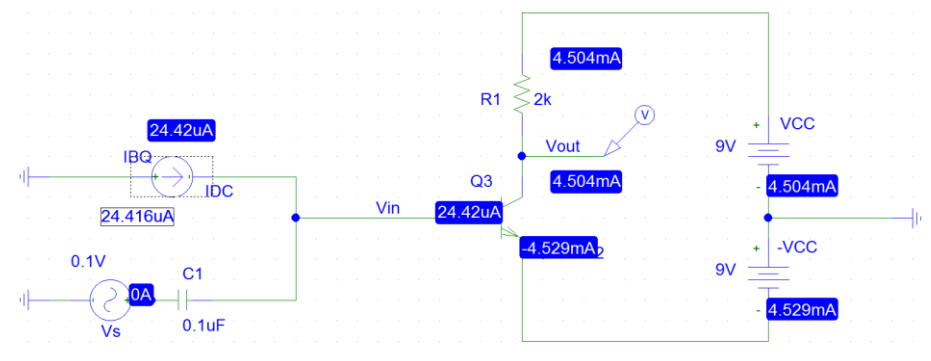 4.504mA
R1
2k
24.42uA
IBQ
IDC
24.416uA
V
Vout
4.504mA
+
VCC
9V
-
4.504mA
Q3
Vin
24.42uA
-4.529mA
+
-VCC
9V
-
4.529mA
0.1V
0A
C1
0.1uF
Vs